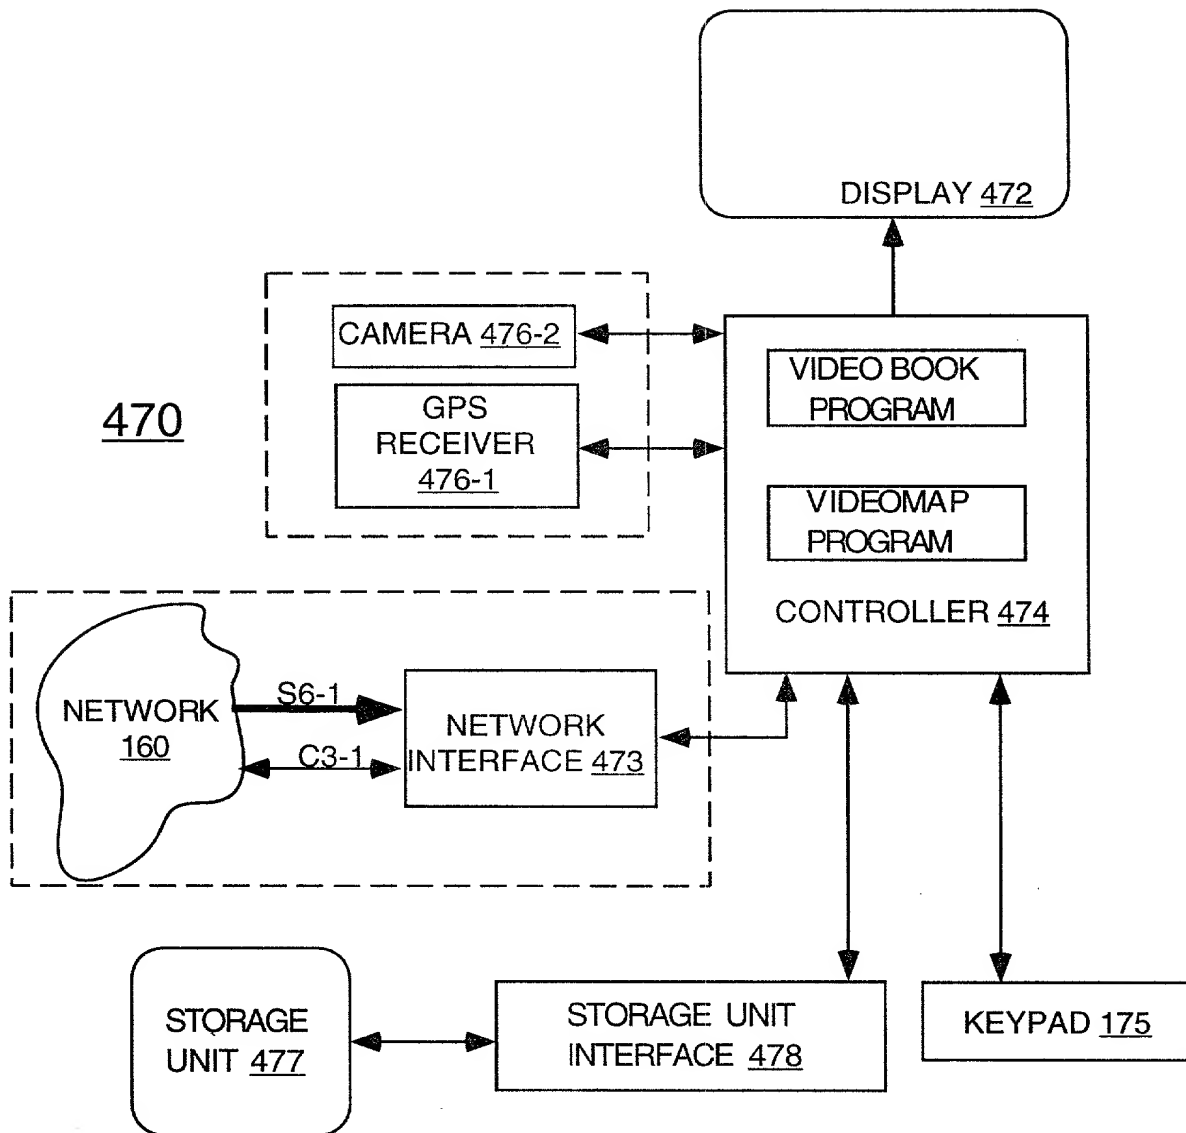 DISPLAY 472
CAMERA 476-2
GPS
RECEIVER
476-1
470
VIDEO BOOK
PROGRAM
VIDEOMAP
PROGRAM
CONTROLLER 474
NETWORK
160
S6-1
C3-1
NETWORK
INTERFACE 473
STORAGE
UNIT 477
STORAGE UNIT
INTERFACE 478
KEYPAD 175